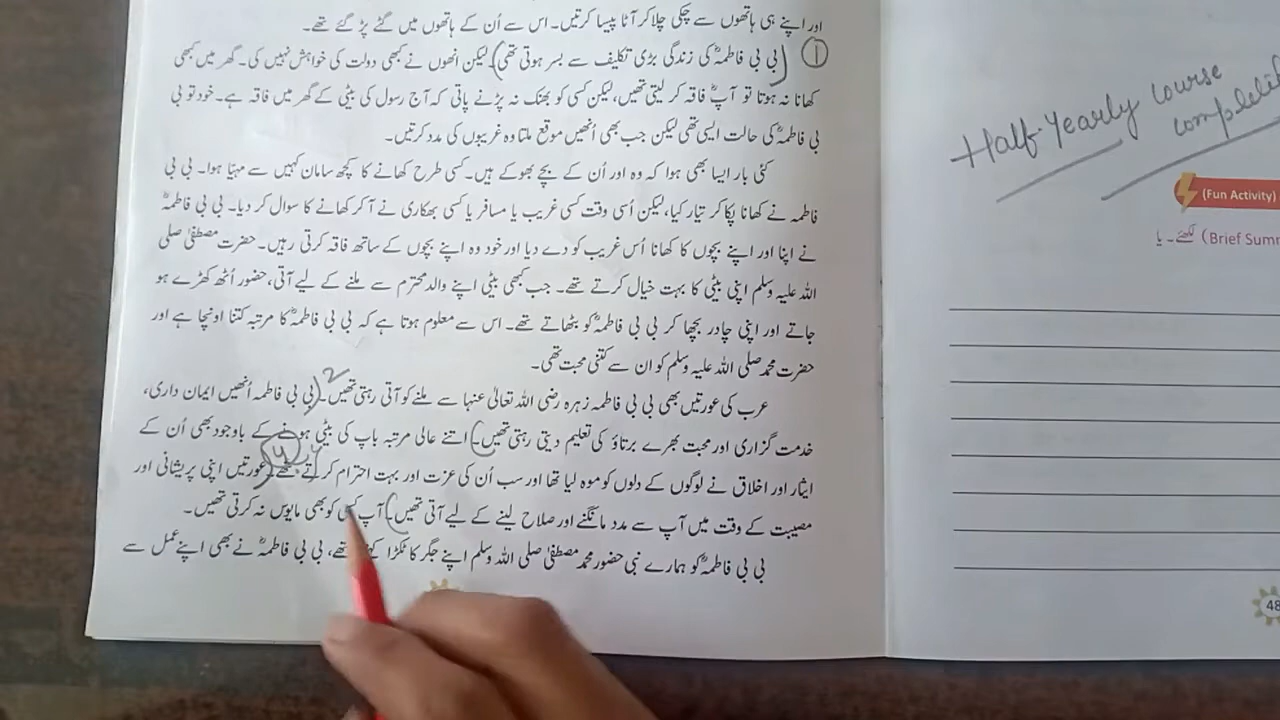 اور اپنے ہی ہاتھوں سے چکی چلا کر آٹا پیسا کرتیں۔ اس سے اُن کے ہاتھوں میں گٹے پڑ گئے تھے۔
① (بی بی فاطمہؓ کی زندگی بڑی تکلیف سے بسر ہوتی تھی) لیکن انھوں نے کبھی دولت کی خواہش نہیں کی۔ گھر میں کبھی
کھانا نہ ہوتا تو آپؓ فاقہ کر لیتی تھیں، لیکن کسی کو بھنک نہ پڑنے پاتی کہ آج رسول کی بیٹی کے گھر میں فاقہ ہے۔ خود تو بی
بی فاطمہؓ کی حالت ایسی تھی لیکن جب بھی اُنھیں موقع ملتا وہ غریبوں کی مدد کرتیں۔
کئی بار ایسا بھی ہوا کہ وہ اور اُن کے بچے بھوکے ہیں۔ کسی طرح کھانے کا کچھ سامان کہیں سے مہیّا ہوا۔ بی بی
فاطمہ نے کھانا پکا کر تیار کیا، لیکن اُسی وقت کسی غریب یا مسافر یا کسی بھکاری نے آ کر کھانے کا سوال کر دیا۔ بی بی فاطمہؓ
نے اپنا اور اپنے بچوں کا کھانا اُس غریب کو دے دیا اور خود وہ اپنے بچوں کے ساتھ فاقہ کرتی رہیں۔ حضرت مصطفیٰ صلی
اللہ علیہ وسلم اپنی بیٹی کا بہت خیال کرتے تھے۔ جب کبھی بیٹی اپنے والد محترم سے ملنے کے لیے آتی، حضور اُٹھ کھڑے ہو
جاتے اور اپنی چادر بچھا کر بی بی فاطمہؓ کو بٹھاتے تھے۔ اس سے معلوم ہوتا ہے کہ بی بی فاطمہؓ کا مرتبہ کتنا اونچا ہے اور
حضرت محمد صلی اللہ علیہ وسلم کو ان سے کتنی محبت تھی۔
عرب کی عورتیں بھی بی بی فاطمہ زہرہ رضی اللہ تعالیٰ عنہا سے ملنے کو آتی رہتی تھیں۔ 2 (بی بی فاطمہ اُنھیں ایمان داری،
خدمت گزاری اور محبت بھرے برتاؤ کی تعلیم دیتی رہتی تھیں۔) اتنے عالی مرتبہ باپ کی بیٹی ہونے کے باوجود بھی اُن کے
ایثار اور اخلاق نے لوگوں کے دلوں کو موہ لیا تھا اور سب اُن کی عزت اور بہت احترام کرتے تھے۔ عورتیں اپنی پریشانی اور
مصیبت کے وقت میں آپ سے مدد مانگنے اور صلاح لینے کے لیے آتی تھیں۔) آپ کو بھی مایوس نہ کرتی تھیں۔
بی بی فاطمہؓ کو ہمارے نبی حضور محمد مصطفیٰ صلی اللہ وسلم اپنے جگر کا ٹکڑا تھے، بی بی فاطمہؓ نے بھی اپنے عمل سے
Half Yearly course
(Fun Activity)
لکھئے۔ یا (Brief
48